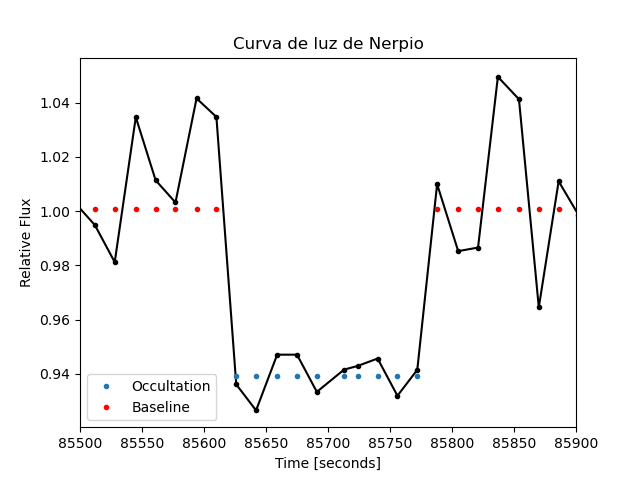 Curva de luz de Nerpio
Relative Flux
1.04
1.02
1.00
0.98
0.96
0.94
Occultation
Baseline
85500 85550 85600 85650 85700 85750 85800 85850 85900
Time [seconds]